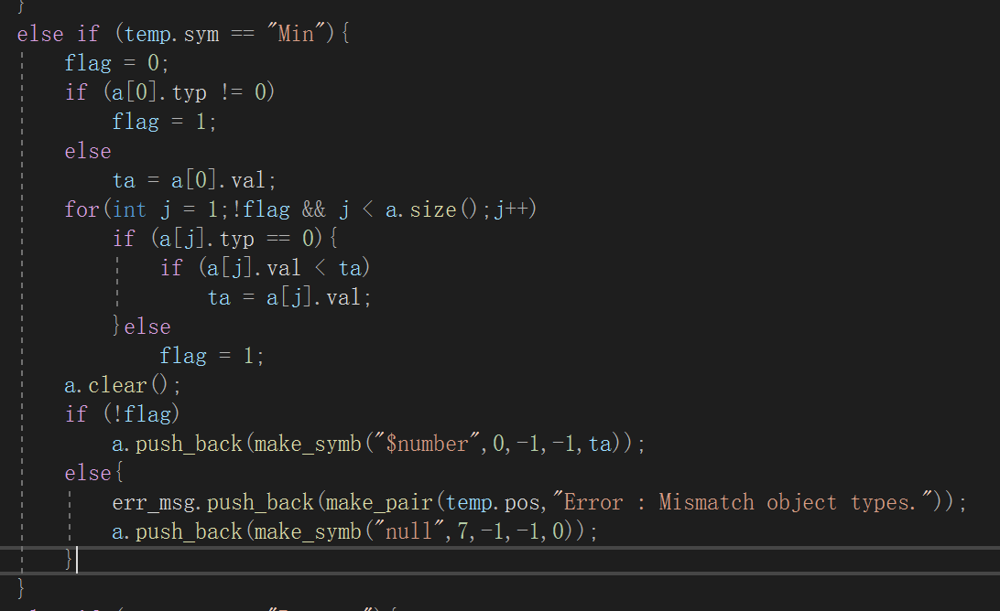 }
else if (temp.sym == "Min"){
flag = 0;
if (a[0].typ != 0)
flag = 1;
else
ta = a[0].val;
for(int j = 1;!flag && j < a.size();j++)
if (a[j].typ == 0){
if (a[j].val < ta)
ta = a[j].val;
}else
flag = 1;
a.clear();
if (!flag)
a.push_back(make_symb("$number",0,-1,-1,ta));
else{
err_msg.push_back(make_pair(temp.pos,"Error : Mismatch object types."));
a.push_back(make_symb("null",7,-1,-1,0));
}
}